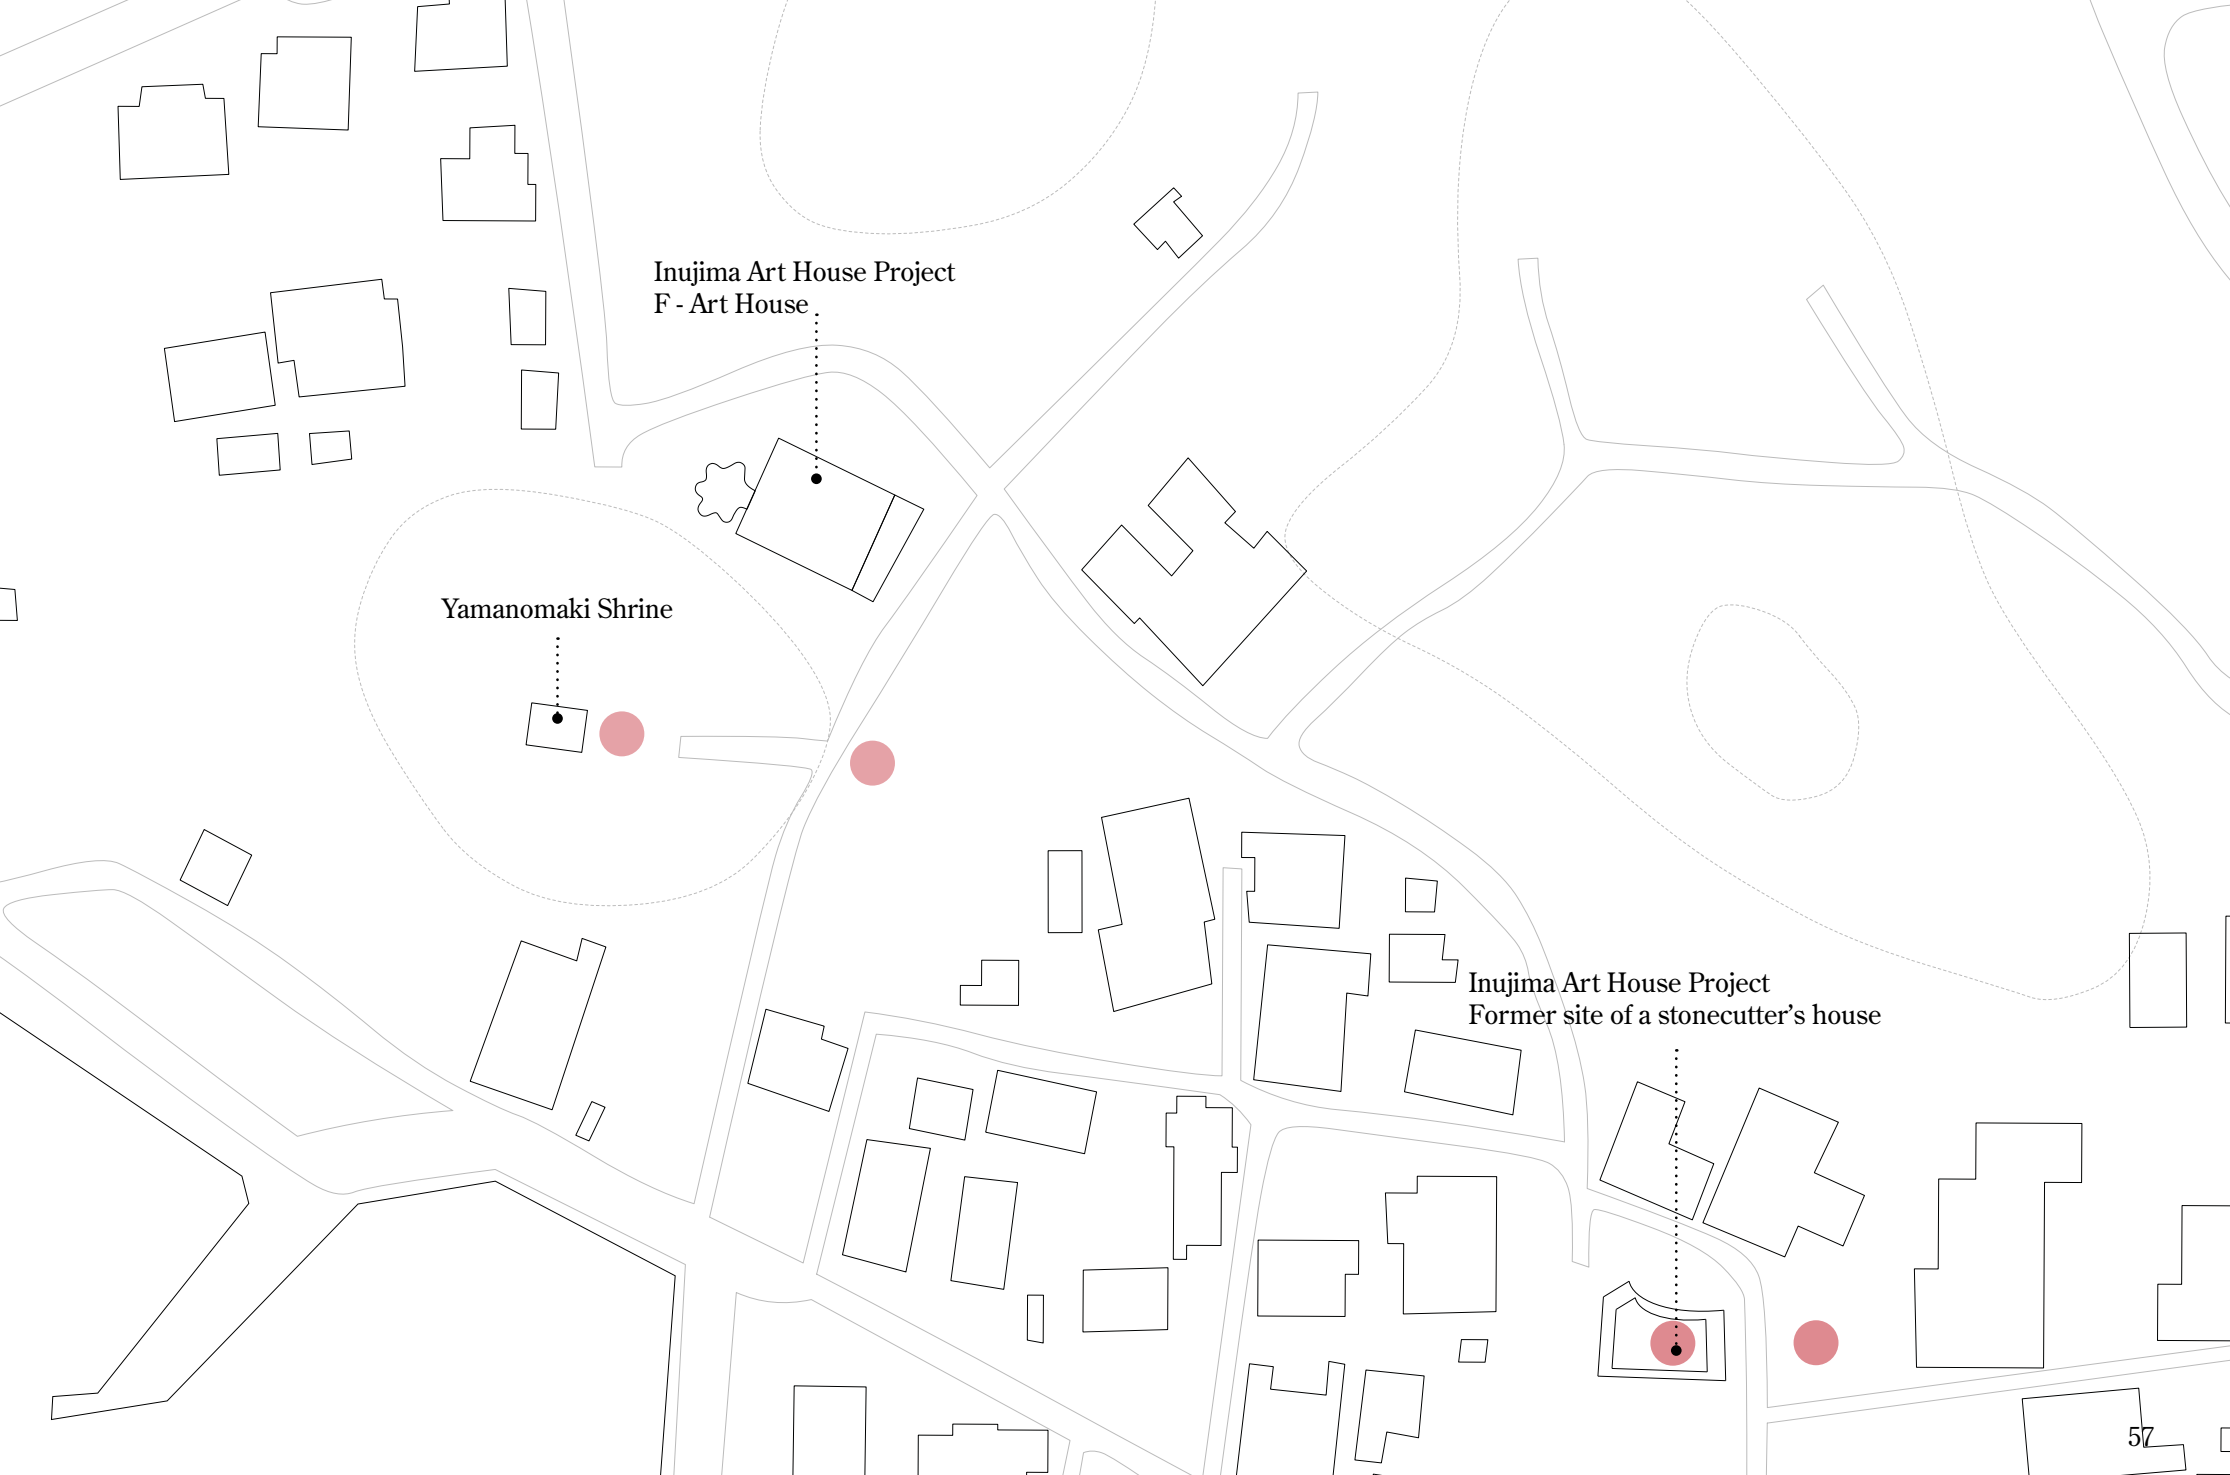 Inujima Art House Project
F - Art House
Yamanomaki Shrine
Inujima Art House Project
Former site of a stonecutter’s house
57